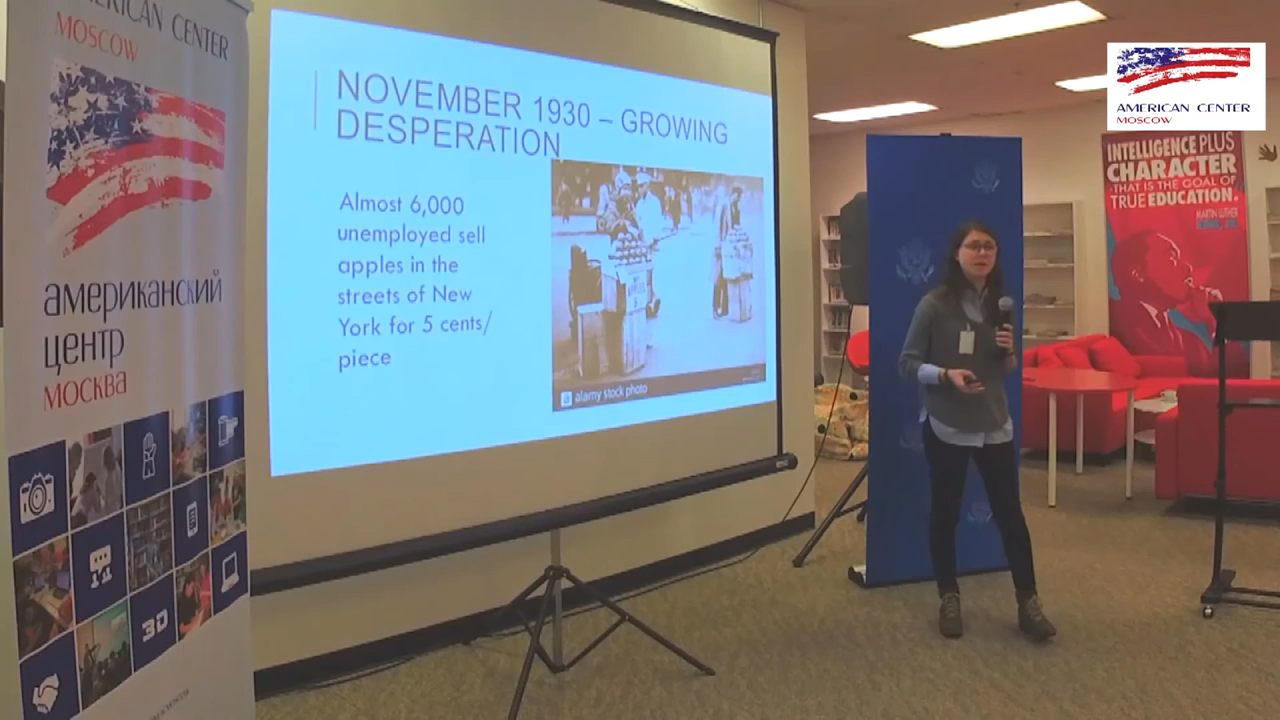 AMERICAN CENTER
MOSCOW
американский
центр
москва
3D
NOVEMBER 1930 – GROWING
DESPERATION
Almost 6,000
unemployed sell
apples in the
streets of New
York for 5 cents/
piece
a alamy stock photo
AMERICAN CENTER
MOSCOW
INTELLIGENCE PLUS
CHARACTER
-THAT IS THE GOAL OF
TRUE EDUCATION.
MARTIN LUTHER
KING, JR.